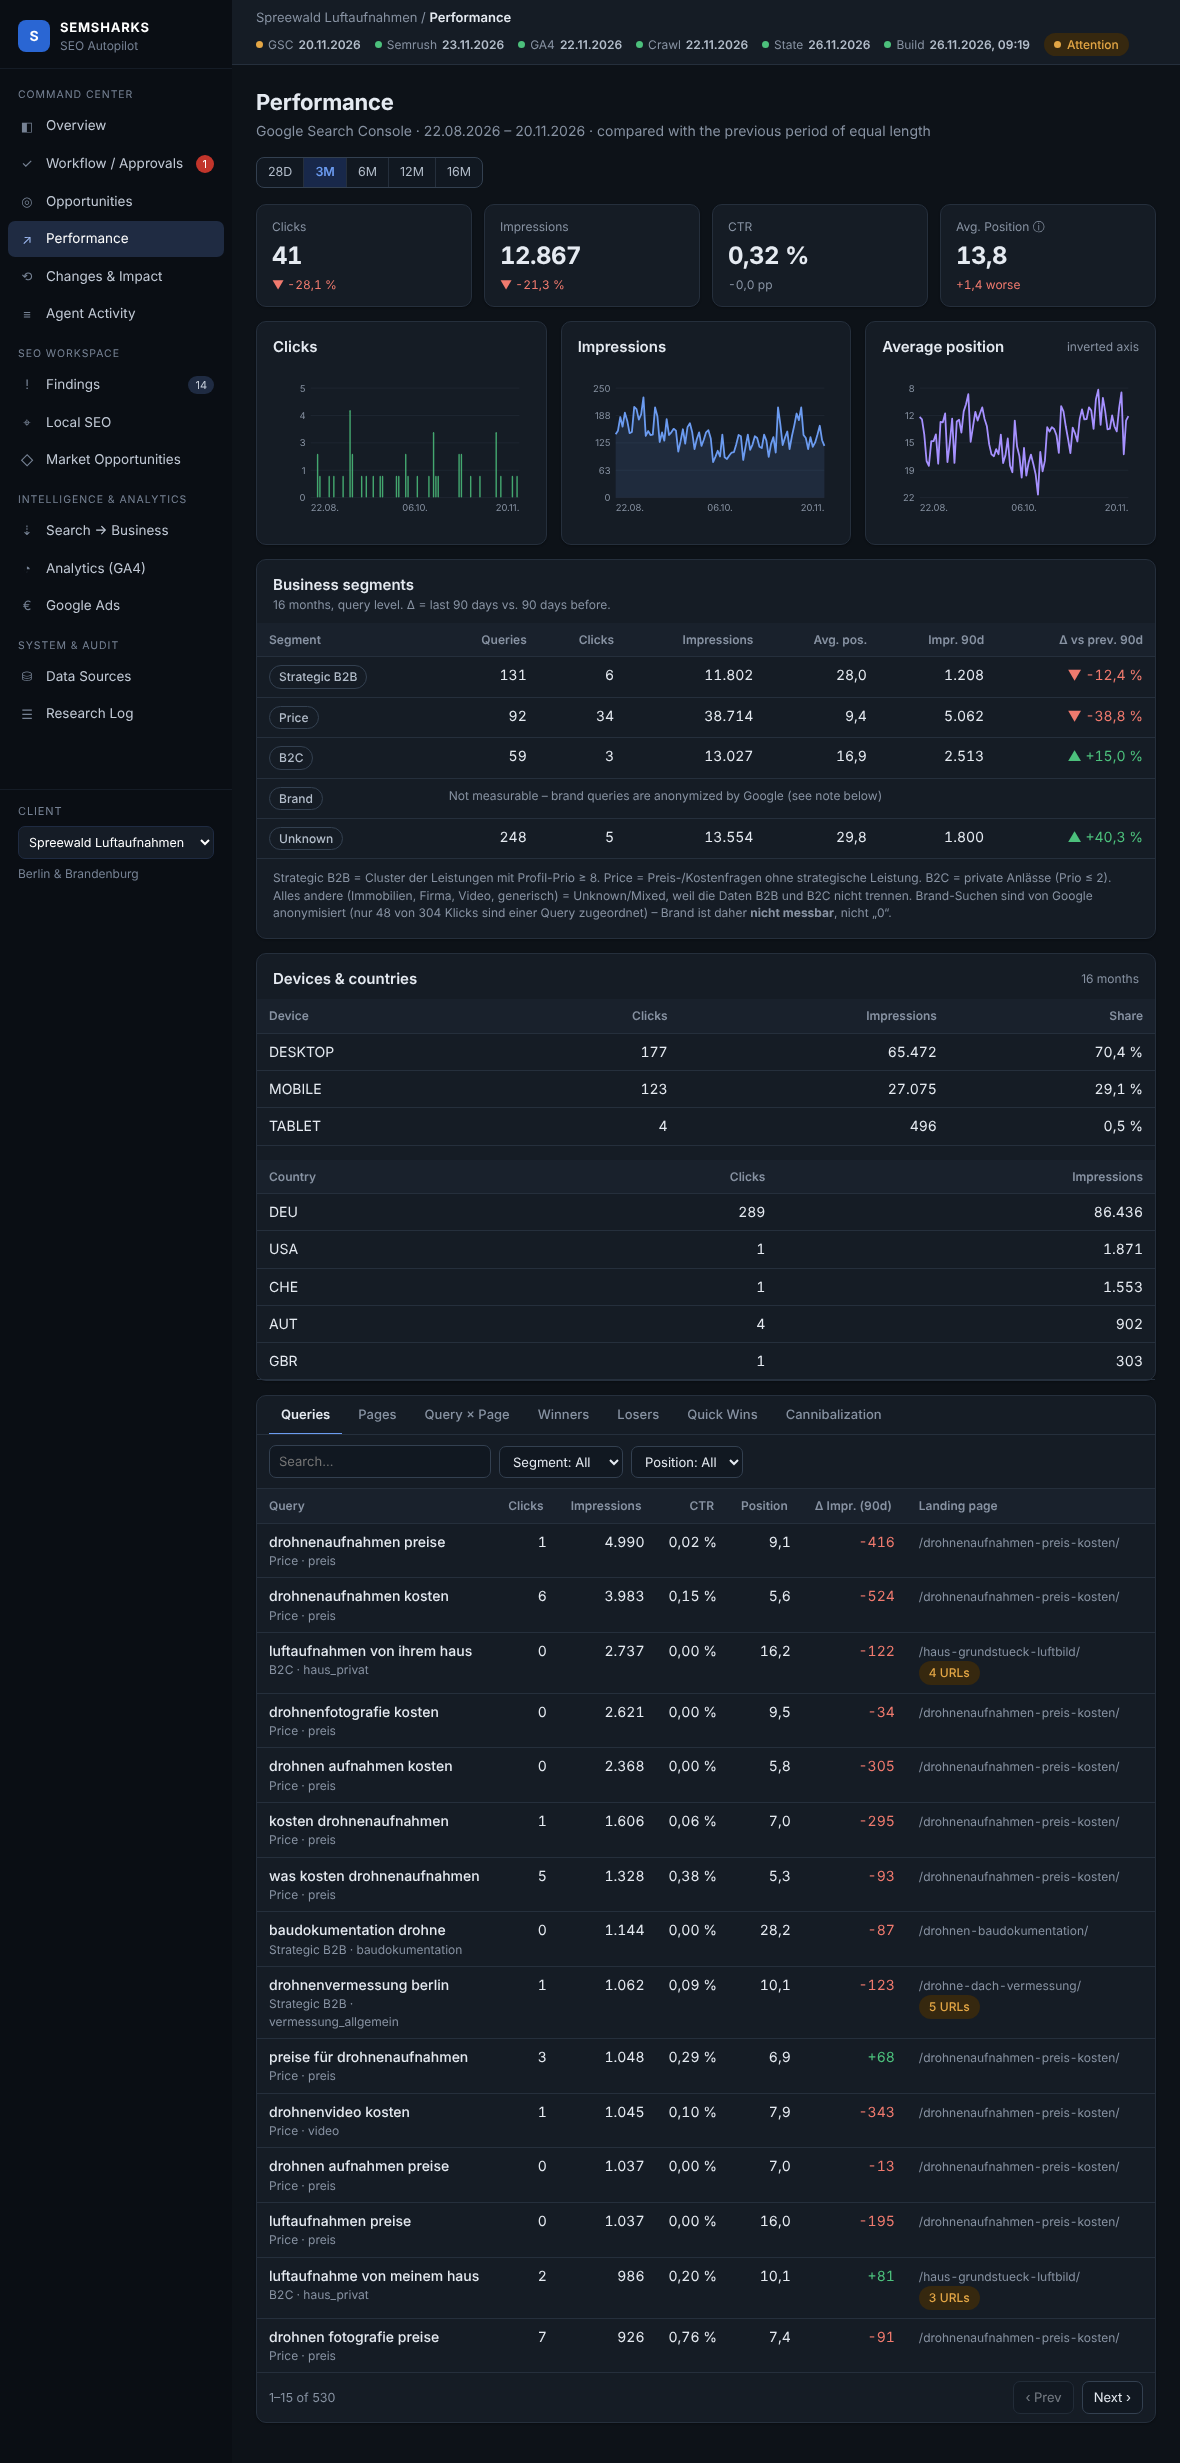 S
SEMSHARKS
SEO Autopilot
COMMAND CENTER
Overview
Workflow / Approvals 1
Opportunities
Performance
Changes & Impact
Agent Activity
SEO WORKSPACE
Findings 14
Local SEO
Market Opportunities
INTELLIGENCE & ANALYTICS
Search → Business
Analytics (GA4)
€ Google Ads
SYSTEM & AUDIT
Data Sources
Research Log
CLIENT
Spreewald Luftaufnahmen
Berlin & Brandenburg
Spreewald Luftaufnahmen / Performance
GSC 20.11.2026 Semrush 23.11.2026 GA4 22.11.2026 Crawl 22.11.2026 State 26.11.2026 Build 26.11.2026, 09:19 Attention
Performance
Google Search Console · 22.08.2026 – 20.11.2026 · compared with the previous period of equal length
28D 3M 6M 12M 16M
Clicks
41
▼ -28,1 %
Impressions
12.867
▼ -21,3 %
CTR
0,32 %
-0,0 pp
Avg. Position ⓘ
13,8
+1,4 worse
Clicks
5
4
3
1
0
22.08. 06.10. 20.11.
Impressions
250
188
125
63
0
22.08. 06.10. 20.11.
Average position inverted axis
8
12
15
19
22
22.08. 06.10. 20.11.
Business segments
16 months, query level. Δ = last 90 days vs. 90 days before.
Segment Queries Clicks Impressions Avg. pos. Impr. 90d Δ vs prev. 90d
Strategic B2B 131 6 11.802 28,0 1.208 ▼ -12,4 %
Price 92 34 38.714 9,4 5.062 ▼ -38,8 %
B2C 59 3 13.027 16,9 2.513 ▲ +15,0 %
Brand Not measurable – brand queries are anonymized by Google (see note below)
Unknown 248 5 13.554 29,8 1.800 ▲ +40,3 %
Strategic B2B = Cluster der Leistungen mit Profil-Prio ≥ 8. Price = Preis-/Kostenfragen ohne strategische Leistung. B2C = private Anlässe (Prio ≤ 2).
Alles andere (Immobilien, Firma, Video, generisch) = Unknown/Mixed, weil die Daten B2B und B2C nicht trennen. Brand-Suchen sind von Google
anonymisiert (nur 48 von 304 Klicks sind einer Query zugeordnet) – Brand ist daher nicht messbar, nicht „0“.
Devices & countries 16 months
Device Clicks Impressions Share
DESKTOP 177 65.472 70,4 %
MOBILE 123 27.075 29,1 %
TABLET 4 496 0,5 %
Country Clicks Impressions
DEU 289 86.436
USA 1 1.871
CHE 1 1.553
AUT 4 902
GBR 1 303
Queries Pages Query × Page Winners Losers Quick Wins Cannibalization
Search... Segment: All Position: All
Query Clicks Impressions CTR Position Δ Impr. (90d) Landing page
drohnenaufnahmen preise 1 4.990 0,02 % 9,1 -416 /drohnenaufnahmen-preis-kosten/
Price · preis
drohnenaufnahmen kosten 6 3.983 0,15 % 5,6 -524 /drohnenaufnahmen-preis-kosten/
Price · preis
luftaufnahmen von ihrem haus 0 2.737 0,00 % 16,2 -122 /haus-grundstueck-luftbild/
B2C · haus_privat 4 URLs
drohnenfotografie kosten 0 2.621 0,00 % 9,5 -34 /drohnenaufnahmen-preis-kosten/
Price · preis
drohnen aufnahmen kosten 0 2.368 0,00 % 5,8 -305 /drohnenaufnahmen-preis-kosten/
Price · preis
kosten drohnenaufnahmen 1 1.606 0,06 % 7,0 -295 /drohnenaufnahmen-preis-kosten/
Price · preis
was kosten drohnenaufnahmen 5 1.328 0,38 % 5,3 -93 /drohnenaufnahmen-preis-kosten/
Price · preis
baudokumentation drohne 0 1.144 0,00 % 28,2 -87 /drohnen-baudokumentation/
Strategic B2B · baudokumentation
drohnenvermessung berlin 1 1.062 0,09 % 10,1 -123 /drohne-dach-vermessung/
Strategic B2B · 5 URLs
vermessung_allgemein
preise für drohnenaufnahmen 3 1.048 0,29 % 6,9 +68 /drohnenaufnahmen-preis-kosten/
Price · preis
drohnenvideo kosten 1 1.045 0,10 % 7,9 -343 /drohnenaufnahmen-preis-kosten/
Price · video
drohnen aufnahmen preise 0 1.037 0,00 % 7,0 -13 /drohnenaufnahmen-preis-kosten/
Price · preis
luftaufnahmen preise 0 1.037 0,00 % 16,0 -195 /drohnenaufnahmen-preis-kosten/
Price · preis
luftaufnahme von meinem haus 2 986 0,20 % 10,1 +81 /haus-grundstueck-luftbild/
B2C · haus_privat 3 URLs
drohnen fotografie preise 7 926 0,76 % 7,4 -91 /drohnenaufnahmen-preis-kosten/
Price · preis
1–15 of 530 ‹ Prev Next ›